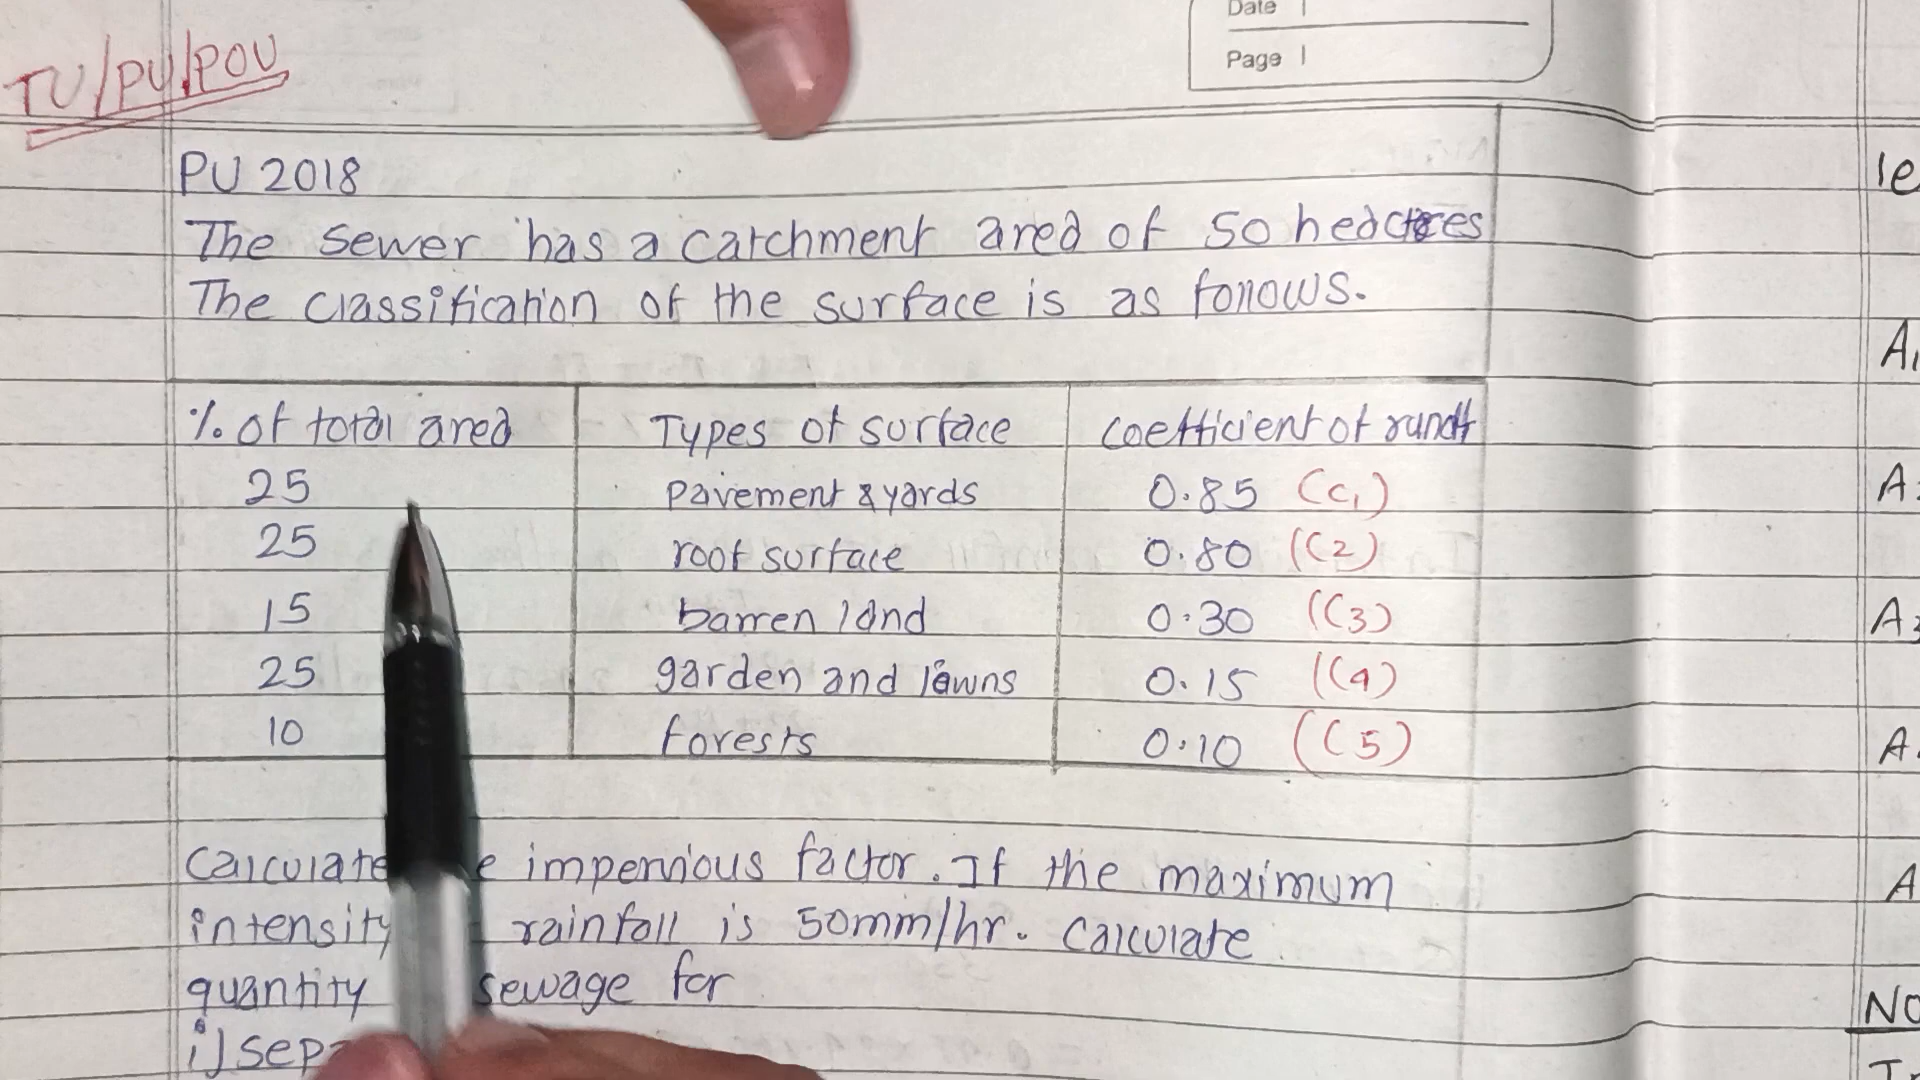 Date
Page
TU/PU/POU
PU 2018
The sewer has a catchment area of 50 hectares
The classification of the surface is as follows.
% of total area Types of surface coefficient of runoff
25 pavement & yards 0.85 (C1)
25 roof surface 0.80 (C2)
15 barren land 0.30 (C3)
25 garden and lawns 0.15 (C4)
10 forests 0.10 (C5)
calculate impervious factor. If the maximum
intensity rainfall is 50mm/hr. calculate
quantity sewage for
i)
A1